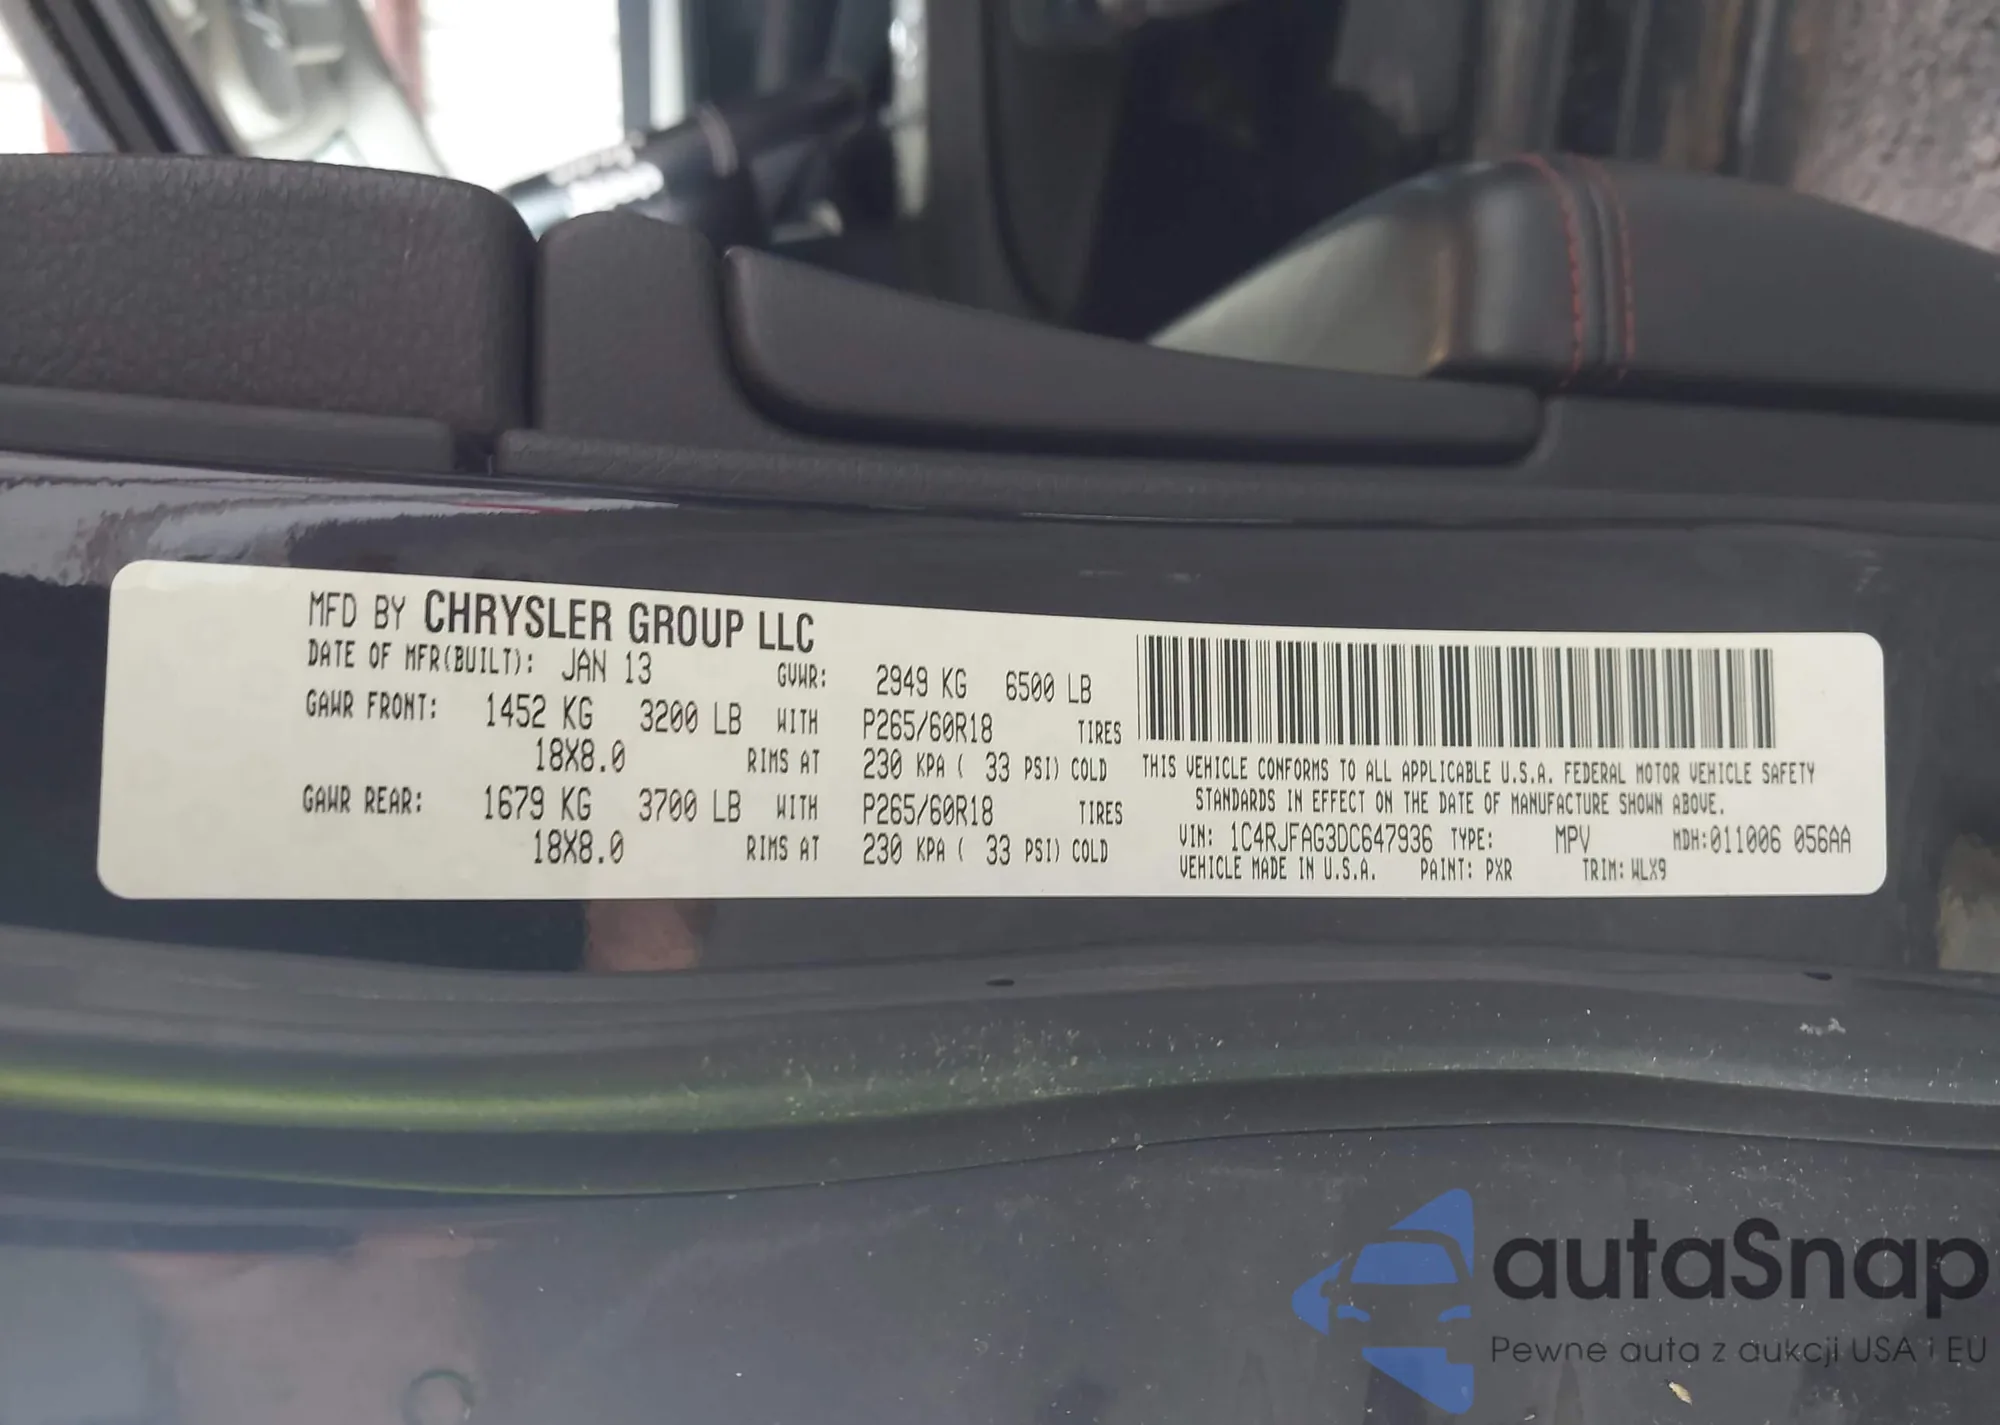 MFD BY CHRYSLER GROUP LLC
DATE OF MFR(BUILT): JAN 13 GVWR: 2949 KG 6500 LB
GAWR FRONT: 1452 KG 3200 LB WITH P265/60R18 TIRES
18X8.0 RIMS AT 230 KPA ( 33 PSI) COLD
GAWR REAR: 1679 KG 3700 LB WITH P265/60R18 TIRES
18X8.0 RIMS AT 230 KPA ( 33 PSI) COLD
THIS VEHICLE CONFORMS TO ALL APPLICABLE U.S.A. FEDERAL MOTOR VEHICLE SAFETY
STANDARDS IN EFFECT ON THE DATE OF MANUFACTURE SHOWN ABOVE.
VIN: 1C4RJFAG3DC647936 TYPE: MPV MDH:011006 056AA
VEHICLE MADE IN U.S.A. PAINT: PXR TRIM: WLX9
autaSnap
Pewne auta z aukcji USA i EU